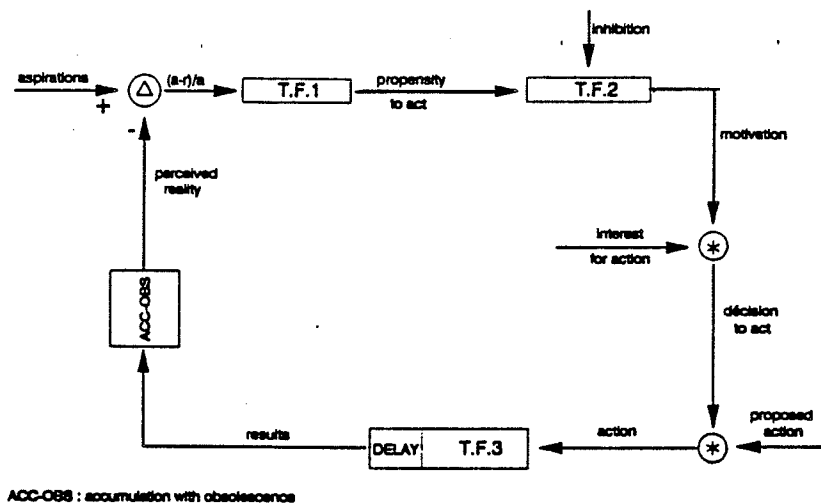 inhibition
aspirations
+
Δ
(a-r)/a
T.F.1
propensity
to act
T.F.2
-
motivation
perceived
reality
interest
for action
*
ACC-OBS
décision
to act
results
DELAY
T.F.3
action
*
proposed
action
ACC-OBS : accumulation with obsolescence